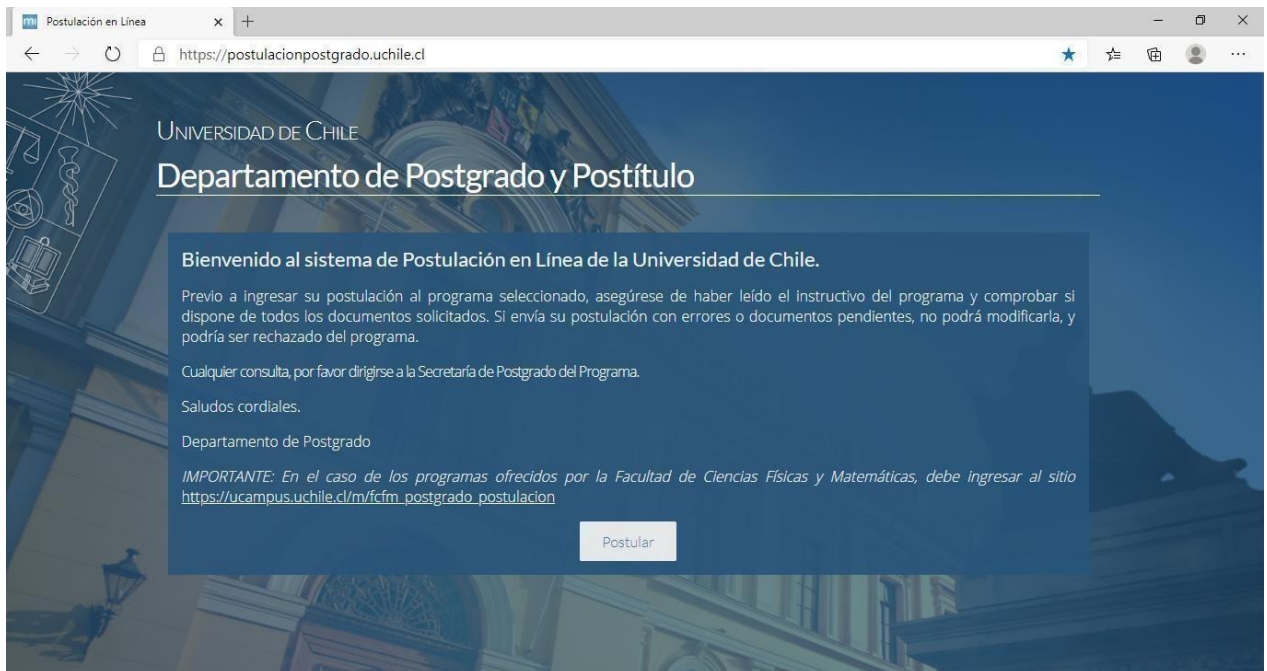 mi Postulación en Línea
https://postulacionpostgrado.uchile.cl
UNIVERSIDAD DE CHILE
Departamento de Postgrado y Postítulo
Bienvenido al sistema de Postulación en Línea de la Universidad de Chile.
Previo a ingresar su postulación al programa seleccionado, asegúrese de haber leído el instructivo del programa y comprobar si
dispone de todos los documentos solicitados. Si envía su postulación con errores o documentos pendientes, no podrá modificarla, y
podría ser rechazado del programa.
Cualquier consulta, por favor dirigirse a la Secretaría de Postgrado del Programa.
Saludos cordiales.
Departamento de Postgrado
IMPORTANTE: En el caso de los programas ofrecidos por la Facultad de Ciencias Físicas y Matemáticas, debe ingresar al sitio
https://ucampus.uchile.cl/m/fcfm_postgrado_postulacion
Postular